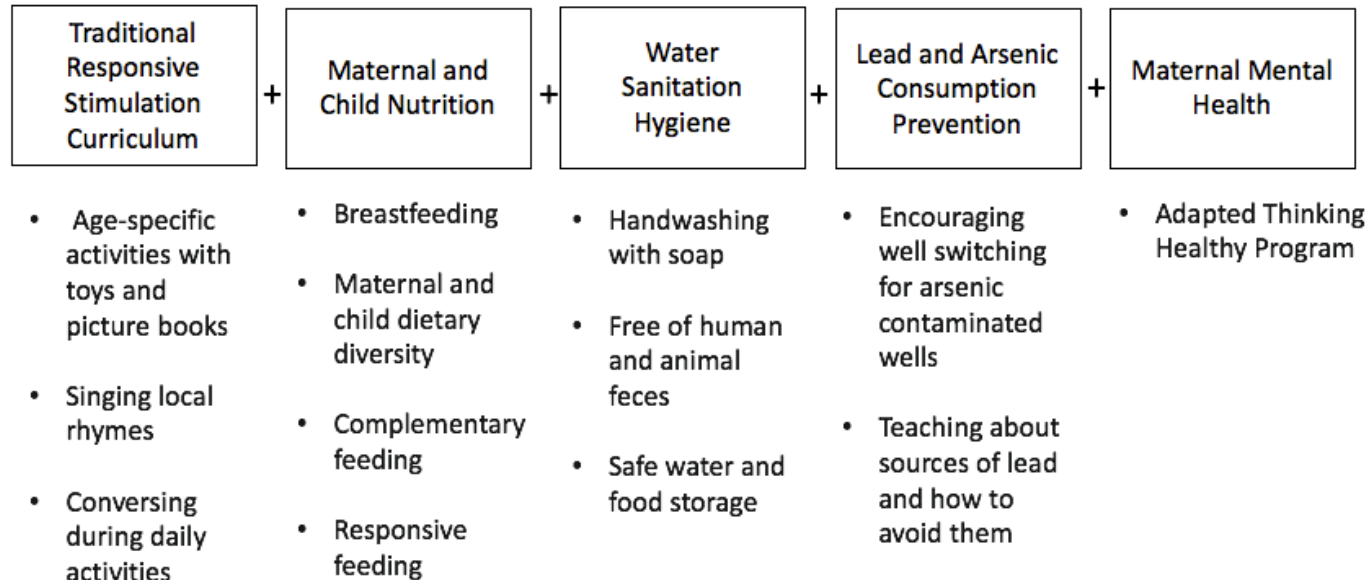 Traditional
Responsive
Stimulation
Curriculum
+
Maternal and
Child Nutrition
+
Water
Sanitation
Hygiene
+
Lead and Arsenic
Consumption
Prevention
+
Maternal Mental
Health
• Age-specific
activities with
toys and
picture books
• Singing local
rhymes
• Conversing
during daily
activities
• Breastfeeding
• Maternal and
child dietary
diversity
• Complementary
feeding
• Responsive
feeding
• Handwashing
with soap
• Free of human
and animal
feces
• Safe water and
food storage
• Encouraging
well switching
for arsenic
contaminated
wells
• Teaching about
sources of lead
and how to
avoid them
• Adapted Thinking
Healthy Program